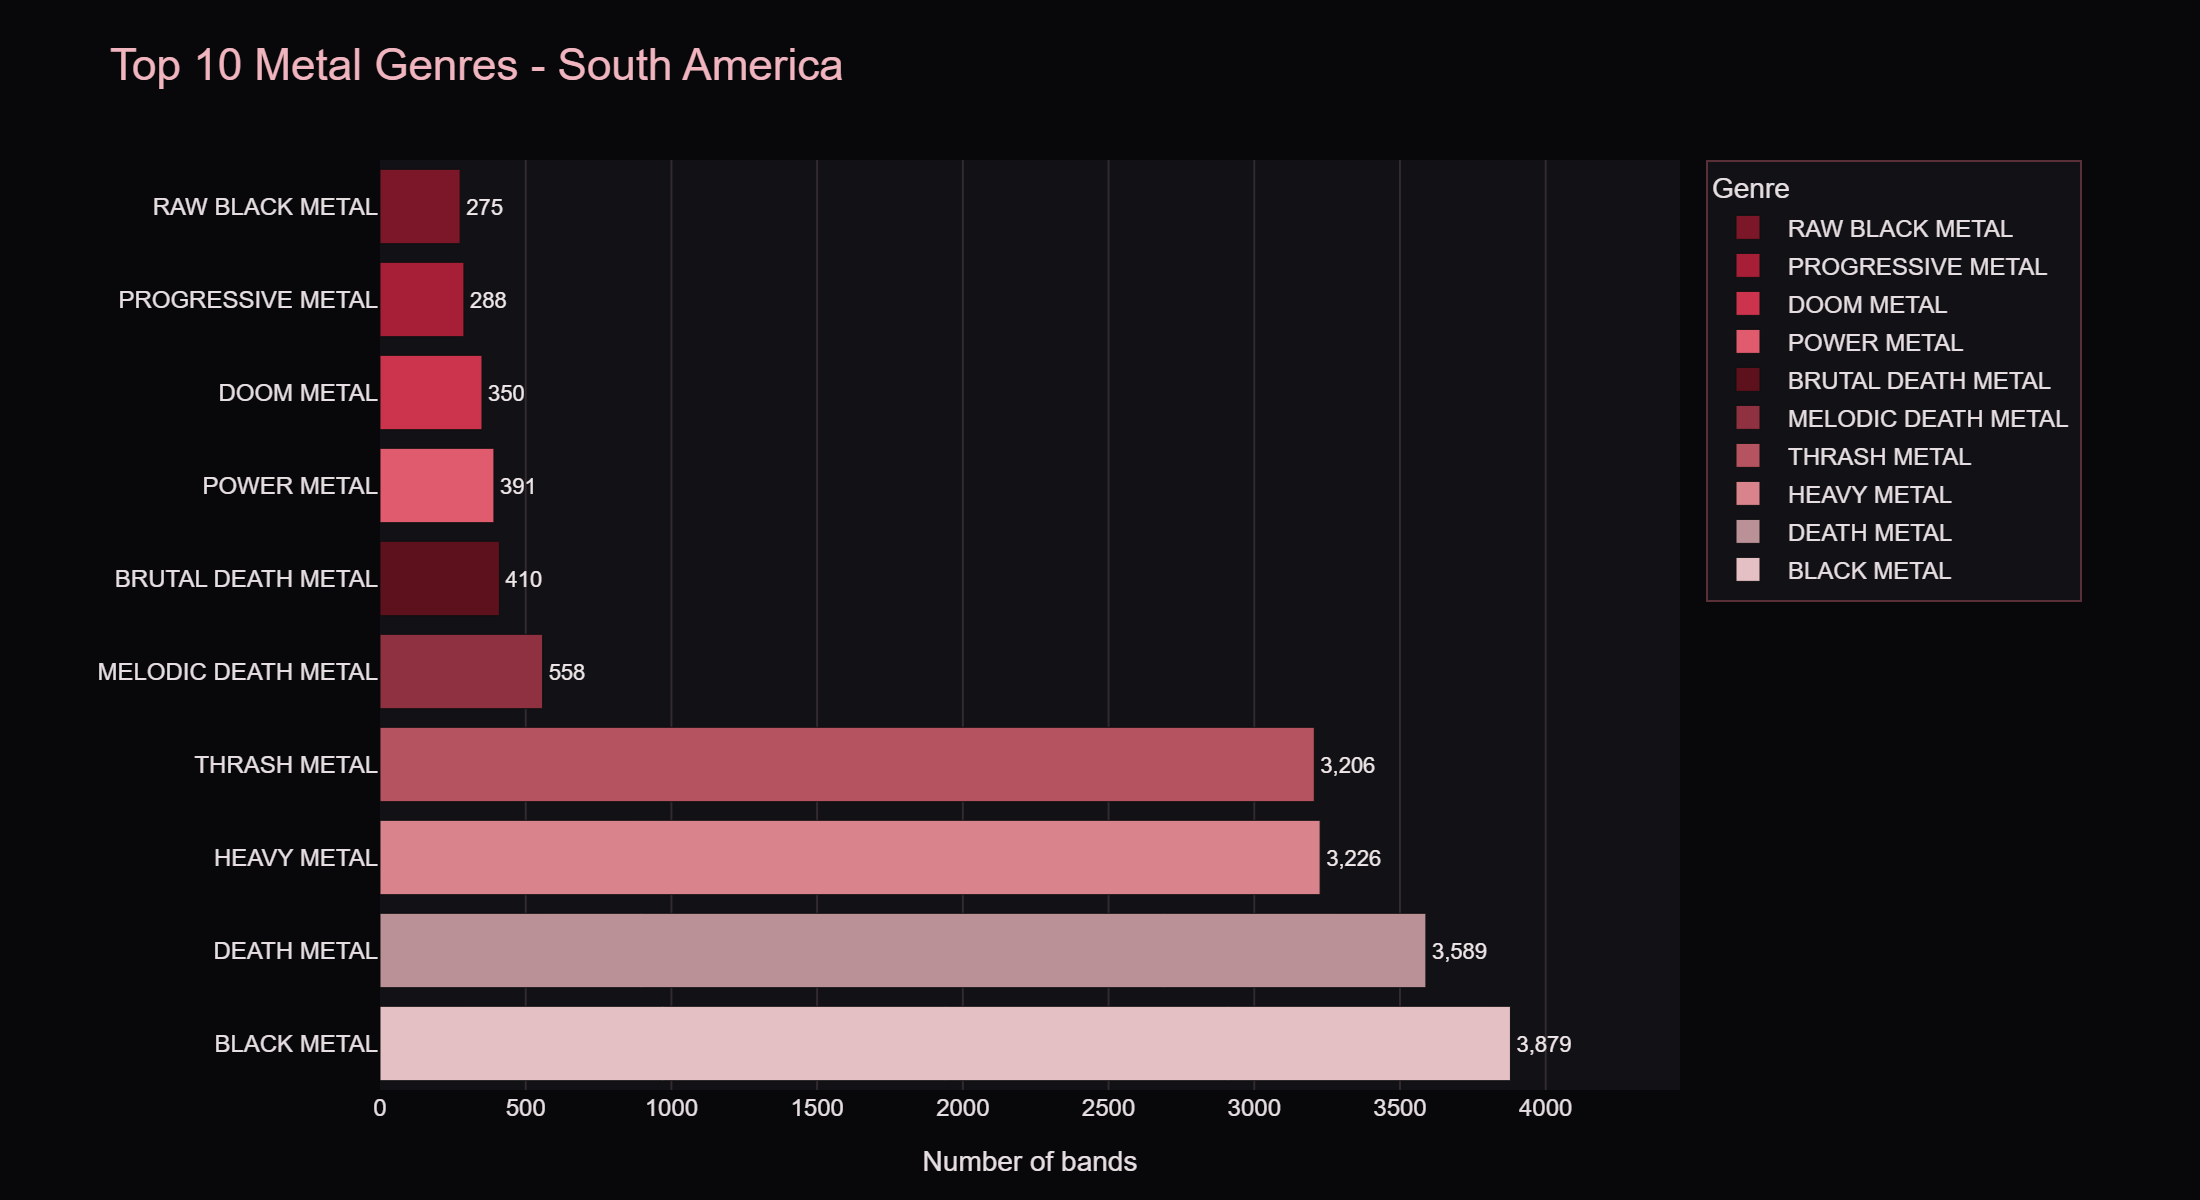 Top 10 Metal Genres - South America
RAW BLACK METAL 275
PROGRESSIVE METAL 288
DOOM METAL 350
POWER METAL 391
BRUTAL DEATH METAL 410
MELODIC DEATH METAL 558
THRASH METAL 3,206
HEAVY METAL 3,226
DEATH METAL 3,589
BLACK METAL 3,879
0 500 1000 1500 2000 2500 3000 3500 4000
Number of bands
Genre
RAW BLACK METAL
PROGRESSIVE METAL
DOOM METAL
POWER METAL
BRUTAL DEATH METAL
MELODIC DEATH METAL
THRASH METAL
HEAVY METAL
DEATH METAL
BLACK METAL